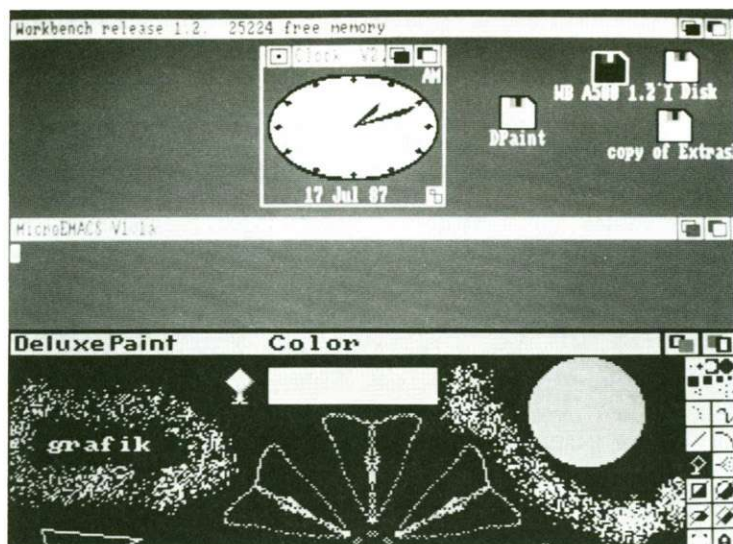 Workbench release 1.2. 25224 free memory
Clock V2.
AM
WB A500 1.2
I Disk
DPaint
copy of Extras
17 Jul 87
MicroEMACS V1.1a
DeluxePaint Color
grafik